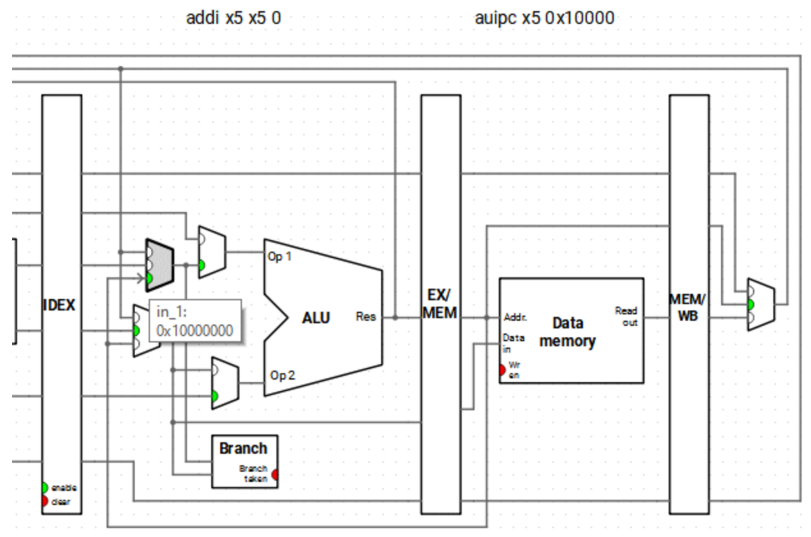 addi x5 x5 0
auipc x5 0x10000
IDEX
enable
clear
in_1:
0x10000000
Op 1
ALU
Res
Op 2
Branch
Branch
taken
EX/
MEM
Addr.
Data
in
Wr
en
Data
memory
Read
out
MEM/
WB